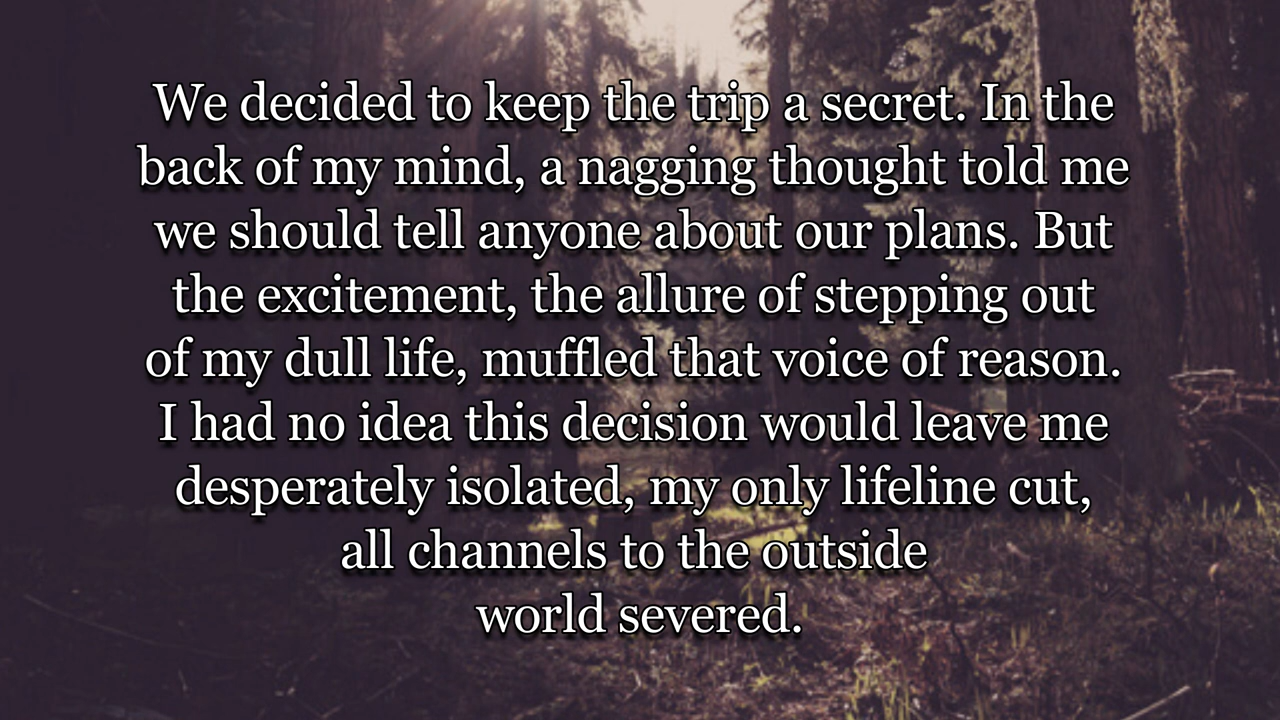 We decided to keep the trip a secret. In the
back of my mind, a nagging thought told me
we should tell anyone about our plans. But
the excitement, the allure of stepping out
of my dull life, muffled that voice of reason.
I had no idea this decision would leave me
desperately isolated, my only lifeline cut,
all channels to the outside
world severed.